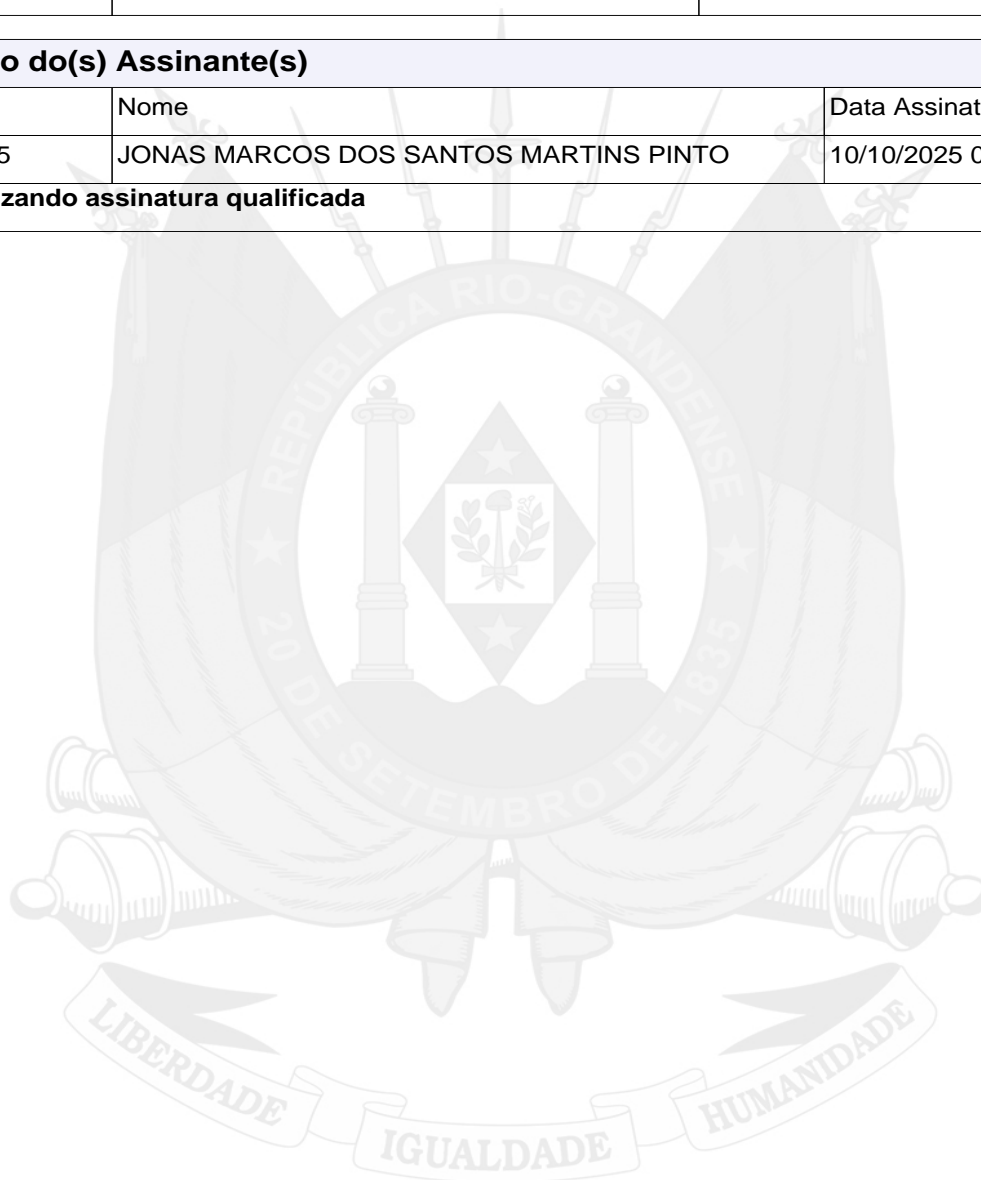 o do(s) Assinante(s)
Nome
Data Assinat
5
JONAS MARCOS DOS SANTOS MARTINS PINTO
10/10/2025 0
zando assinatura qualificada
REPÚBLICA RIO-GRANDENSE
20 DE SETEMBRO DE 1835
LIBERDADE
IGUALDADE
HUMANIDADE